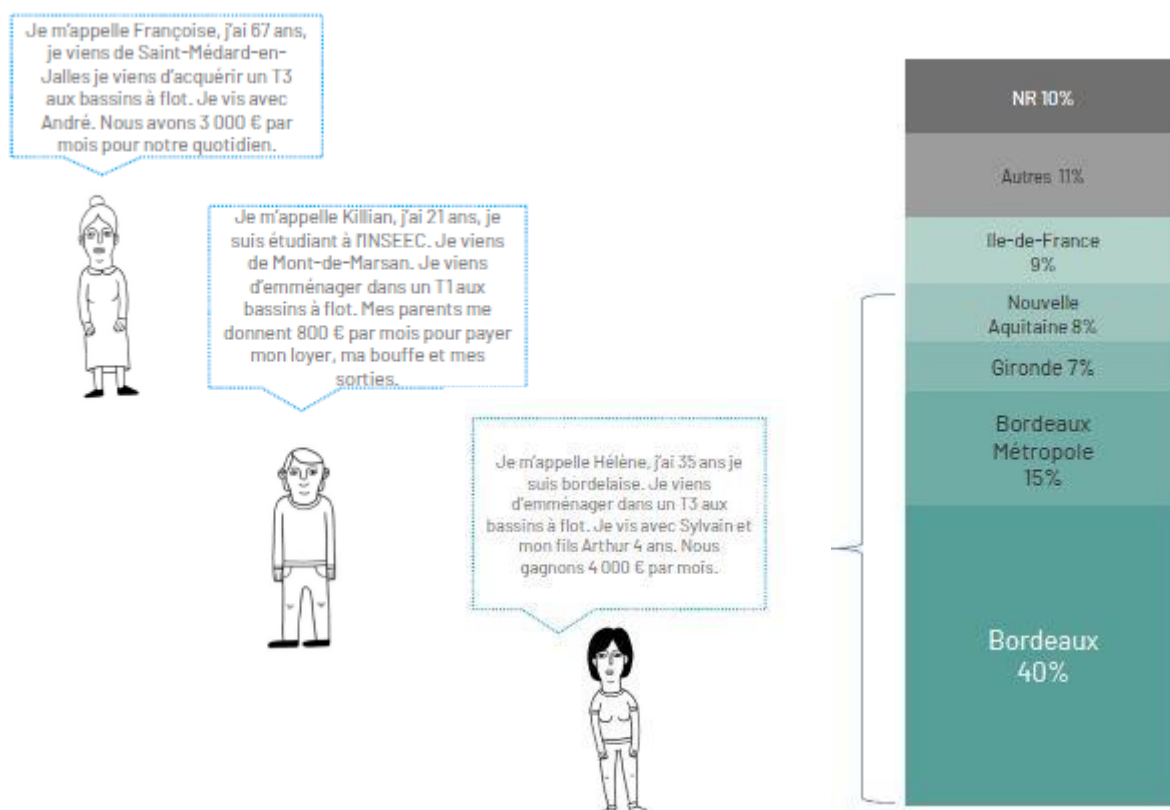 Je m'appelle Françoise, j'ai 67 ans,
je viens de Saint-Médard-en-
Jalles je viens d'acquérir un T3
aux bassins à flot. Je vis avec
André. Nous avons 3 000 € par
mois pour notre quotidien.
Je m'appelle Killian, j'ai 21 ans, je
suis étudiant à l'INSEEC. Je viens
de Mont-de-Marsan. Je viens
d'emménager dans un T1 aux
bassins à flot. Mes parents me
donnent 800 € par mois pour payer
mon loyer, ma bouffe et mes
sorties.
Je m'appelle Hélène, j'ai 35 ans je
suis bordelaise. Je viens
d'emménager dans un T3 aux
bassins à flot. Je vis avec Sylvain et
mon fils Arthur 4 ans. Nous
gagnons 4 000 € par mois.
NR 10%
Autres 11%
Ile-de-France
9%
Nouvelle
Aquitaine 8%
Gironde 7%
Bordeaux
Métropole
15%
Bordeaux
40%